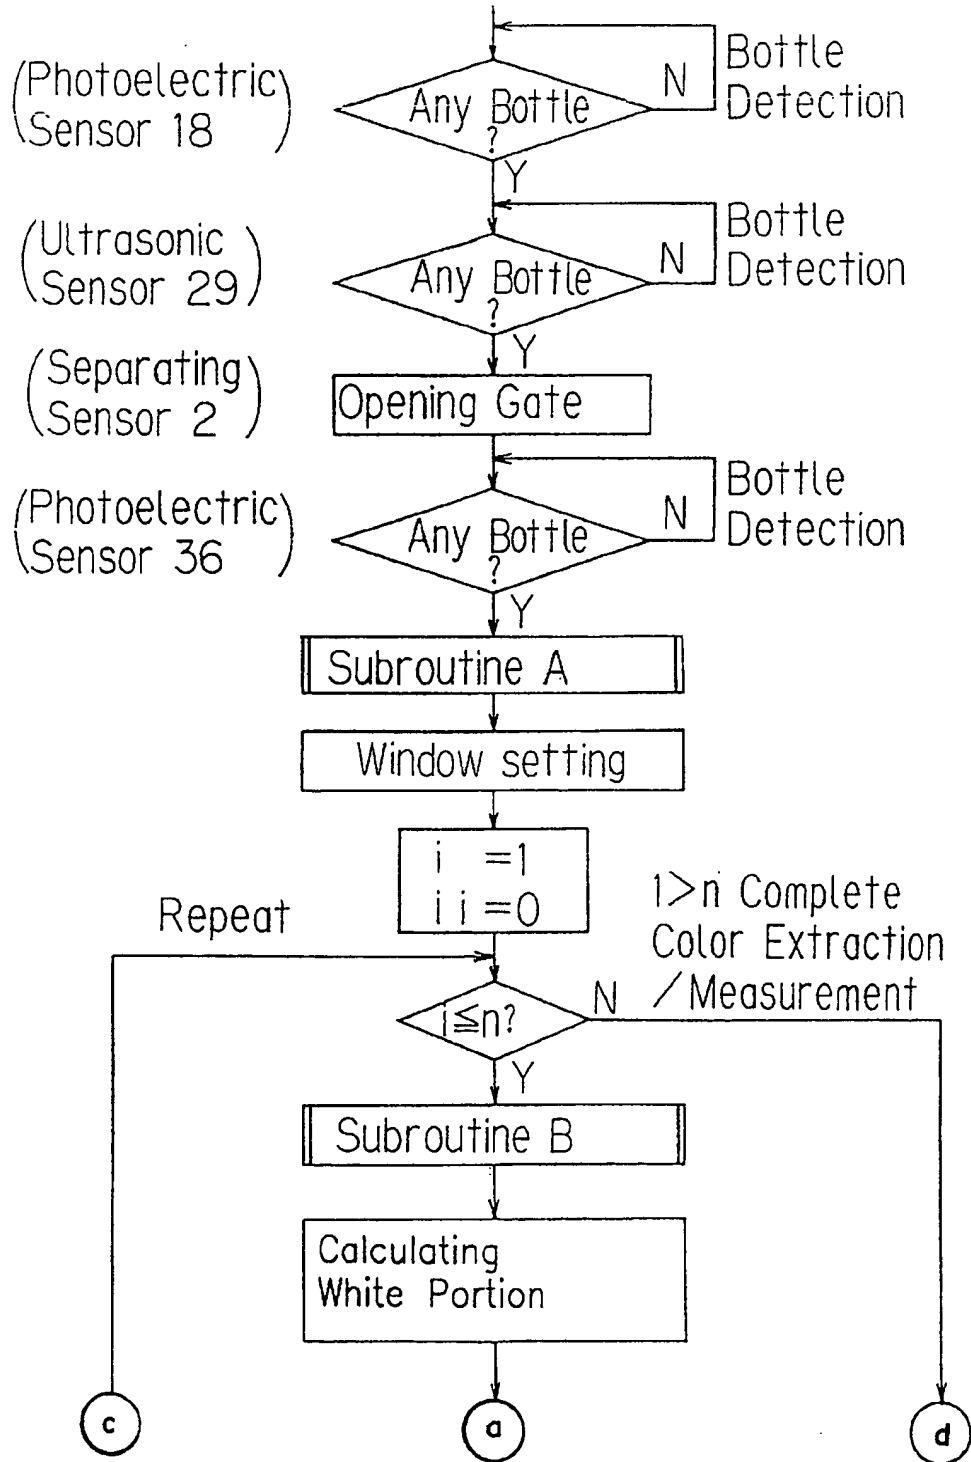 (Photoelectric
Sensor 18)
Any Bottle
?
N
Bottle
Detection
Y
(Ultrasonic
Sensor 29)
Any Bottle
?
N
Bottle
Detection
Y
(Separating
Sensor 2)
Opening Gate
(Photoelectric
Sensor 36)
Any Bottle
?
N
Bottle
Detection
Y
Subroutine A
Window setting
i =1
i i =0
Repeat
1>n Complete
Color Extraction
/Measurement
i≦n?
N
Y
Subroutine B
Calculating
White Portion
c
a
d